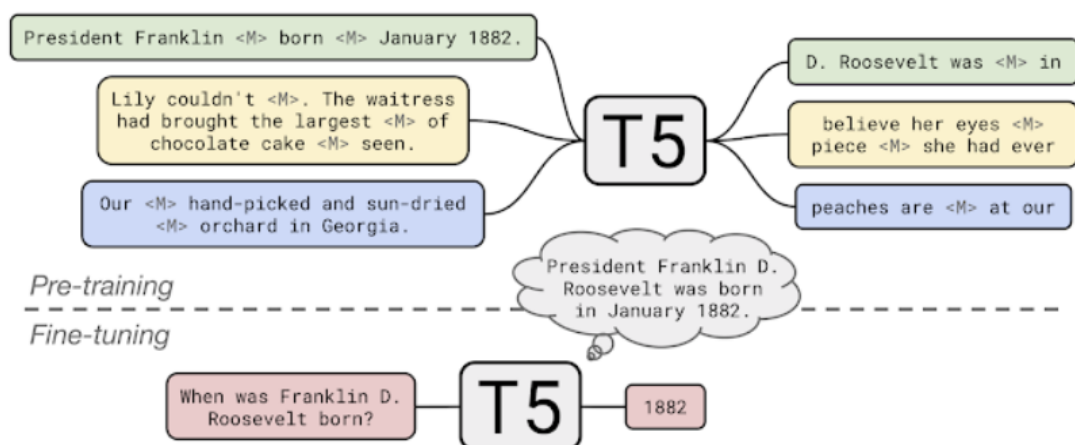 President Franklin <M> born <M> January 1882.
Lily couldn't <M>. The waitress
had brought the largest <M> of
chocolate cake <M> seen.
Our <M> hand-picked and sun-dried
<M> orchard in Georgia.
T5
D. Roosevelt was <M> in
believe her eyes <M>
piece <M> she had ever
peaches are <M> at our
Pre-training
President Franklin D.
Roosevelt was born
in January 1882.
Fine-tuning
When was Franklin D.
Roosevelt born?
T5
1882